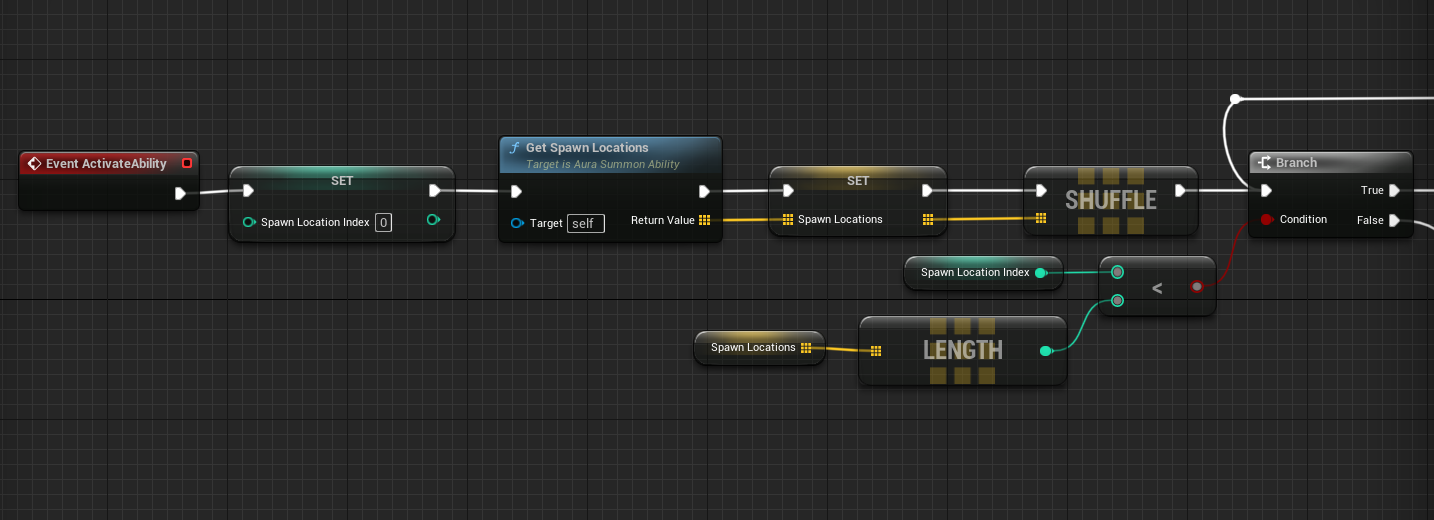 Event ActivateAbility
SET
Spawn Location Index 0
f Get Spawn Locations
Target is Aura Summon Ability
Target self
Return Value
SET
Spawn Locations
SHUFFLE
Branch
True
Condition
False
Spawn Location Index
<
Spawn Locations
LENGTH